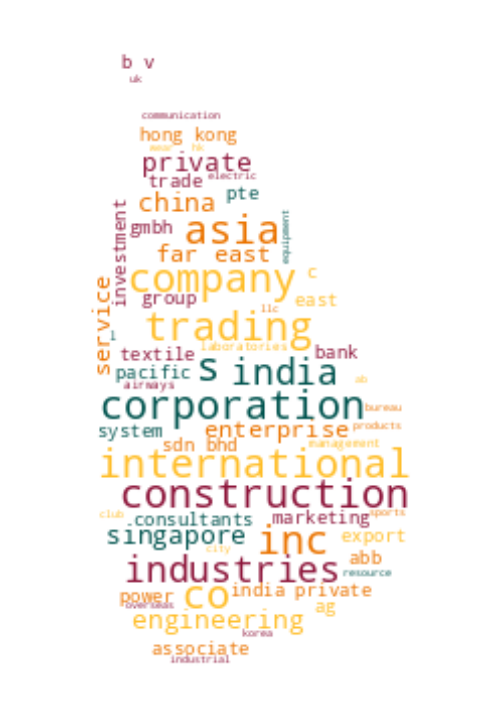 b v
uk
communication
hong kong
wear hk
private
trade electric
pte
china
investment
gmbh asia equipment
far east
company c
service group east
llc
trading
l
laboratories
textile bank
pacific s india
airways ab
corporation bureau
system enterprise products
sdn bhd management
international
construction
club .consultants marketing sports
singapore inc export
city
abb
industries resource
power co india private
overseas ag
engineering
korea
associate
industrial